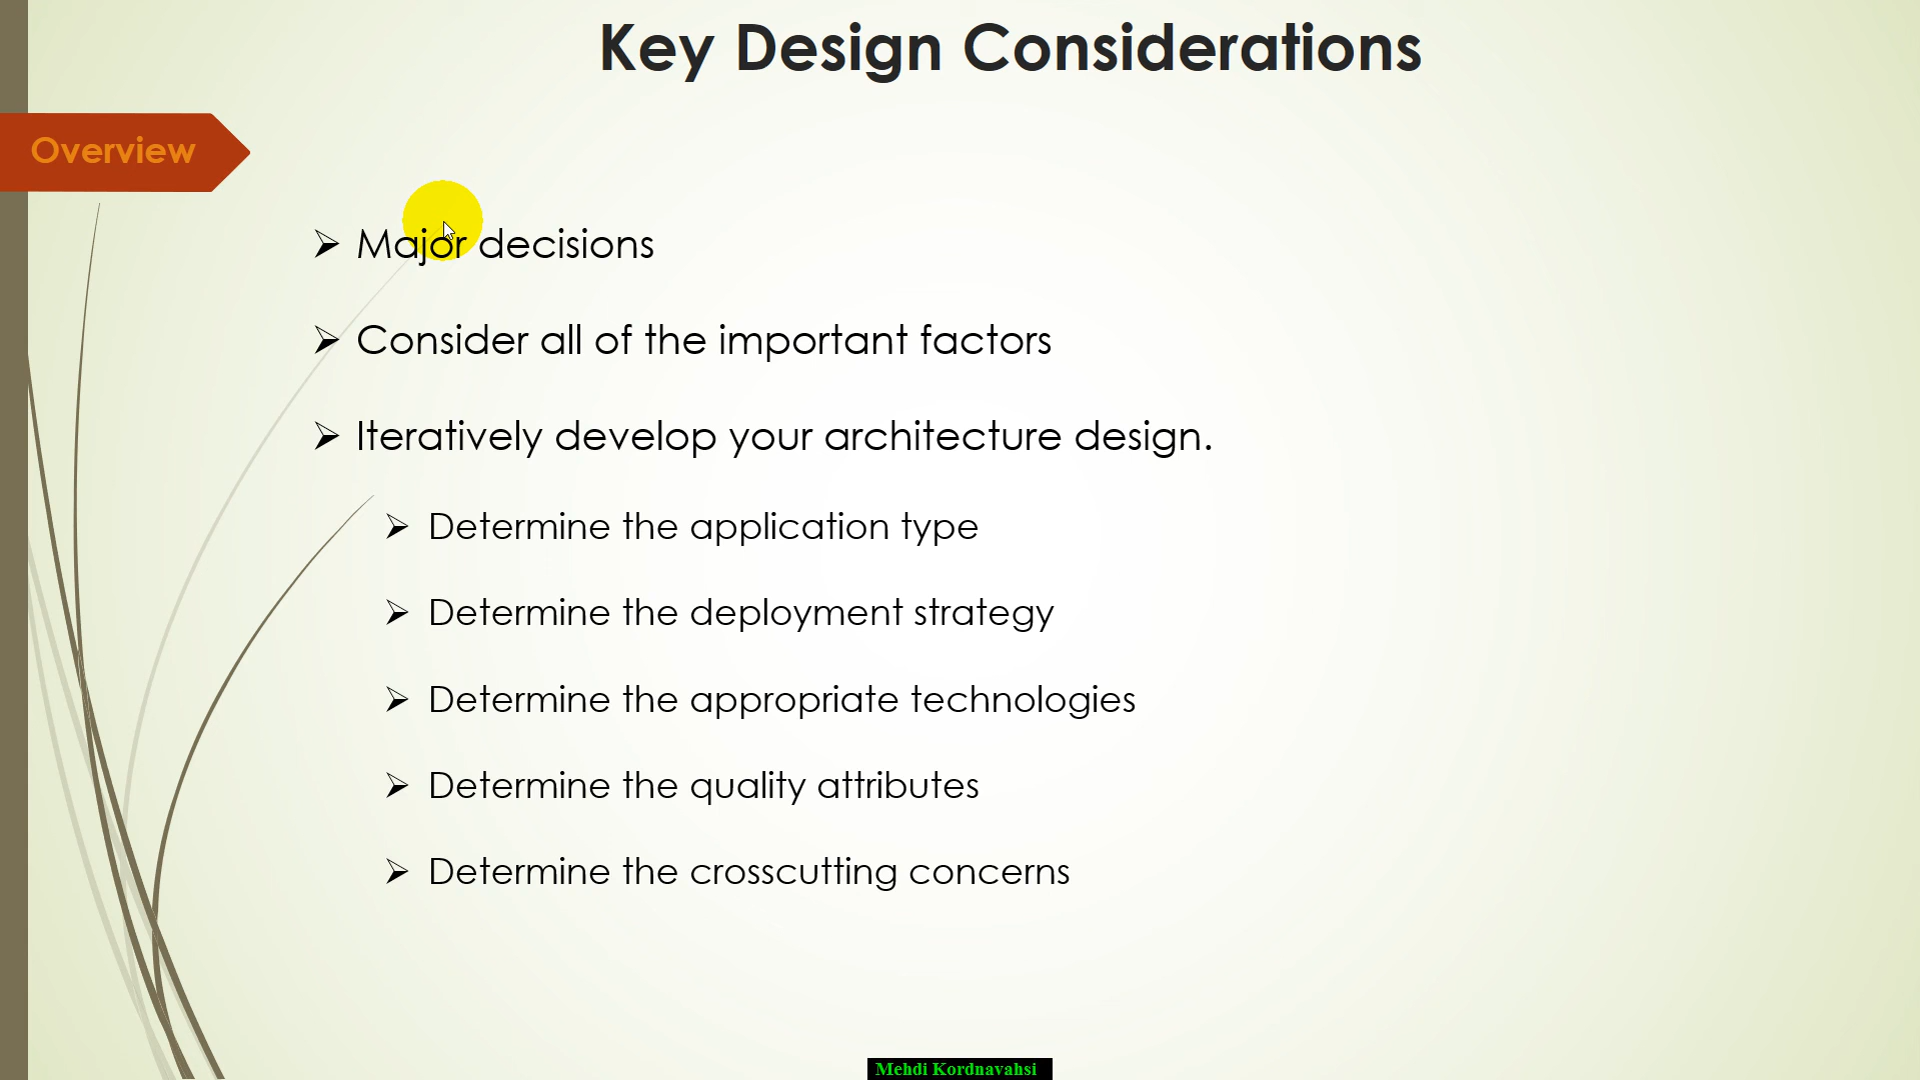 Key Design Considerations
Overview
Major decisions
Consider all of the important factors
Iteratively develop your architecture design.
Determine the application type
Determine the deployment strategy
Determine the appropriate technologies
Determine the quality attributes
Determine the crosscutting concerns
Mehdi Kordnavahsi